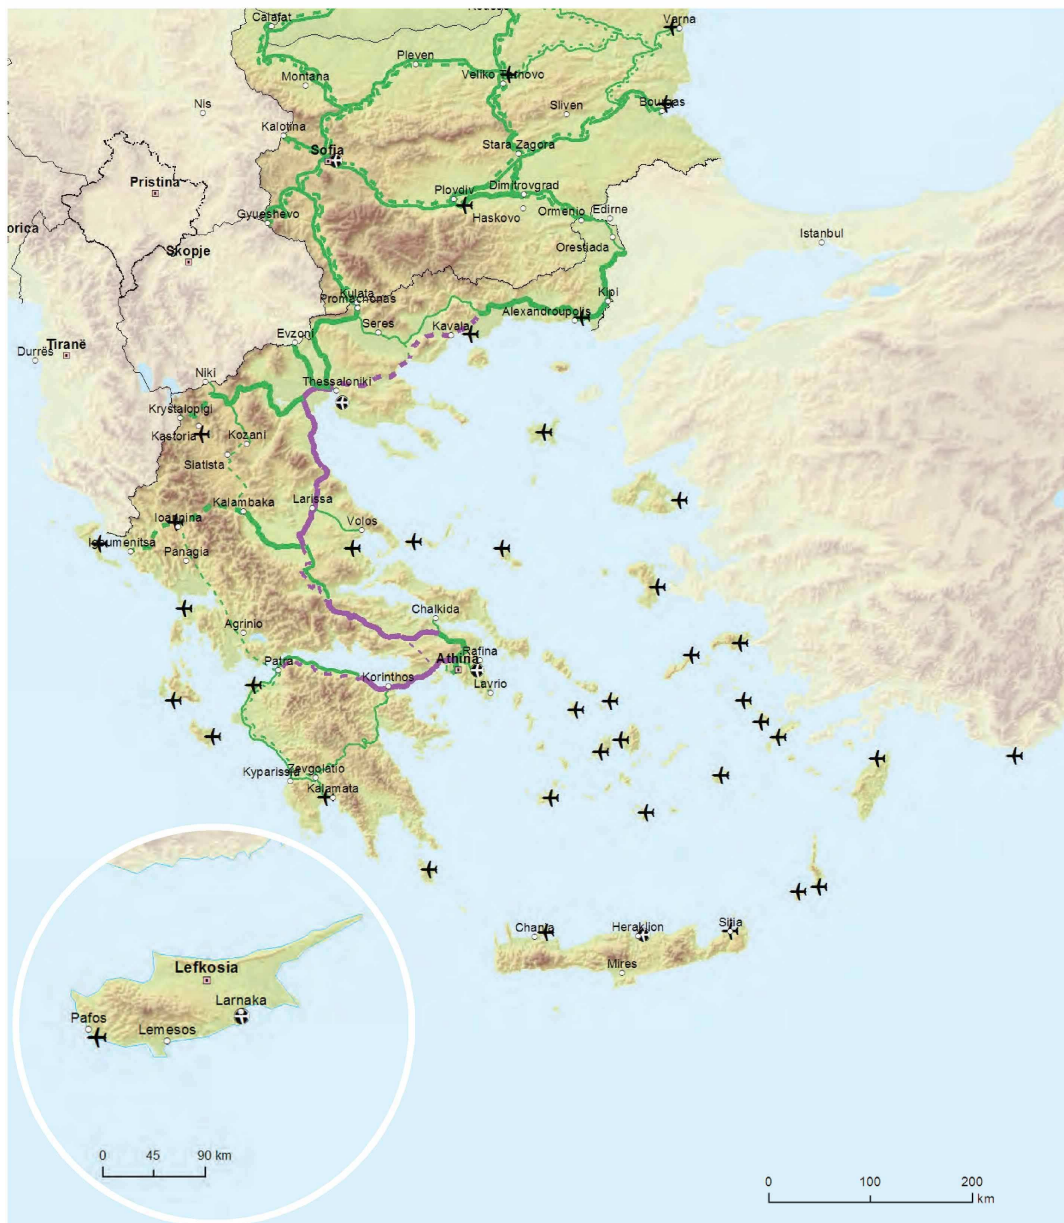 Calafat
Varna
Pleven
Montana
Veliko Tarnovo
Nis
Sliven
Bourgas
Kalotina
Sofia
Stara Zagora
Pristina
Plovdiv
Dimitrovgrad
Haskovo
Ormenio
Edirne
Gyueshevo
orica
Istanbul
Orestiada
Skopje
Kulata
Promachonas
Kipi
Alexandroupolis
Seres
Kavala
Evzoni
Durrës
Tiranë
Niki
Thessaloniki
Krystalopigi
Kastoria
Kozani
Siatista
Kalambaka
Larissa
Ioannina
Volos
Igoumenitsa
Panagia
Chalkida
Agrinio
Rafina
Athina
Patra
Korinthos
Lavrio
Kyparissia
Zevgolatio
Kalamata
Chania
Heraklion
Sitia
Mires
Lefkosia
Larnaka
Pafos
Lemesos
0 45 90 km
0 100 200
km